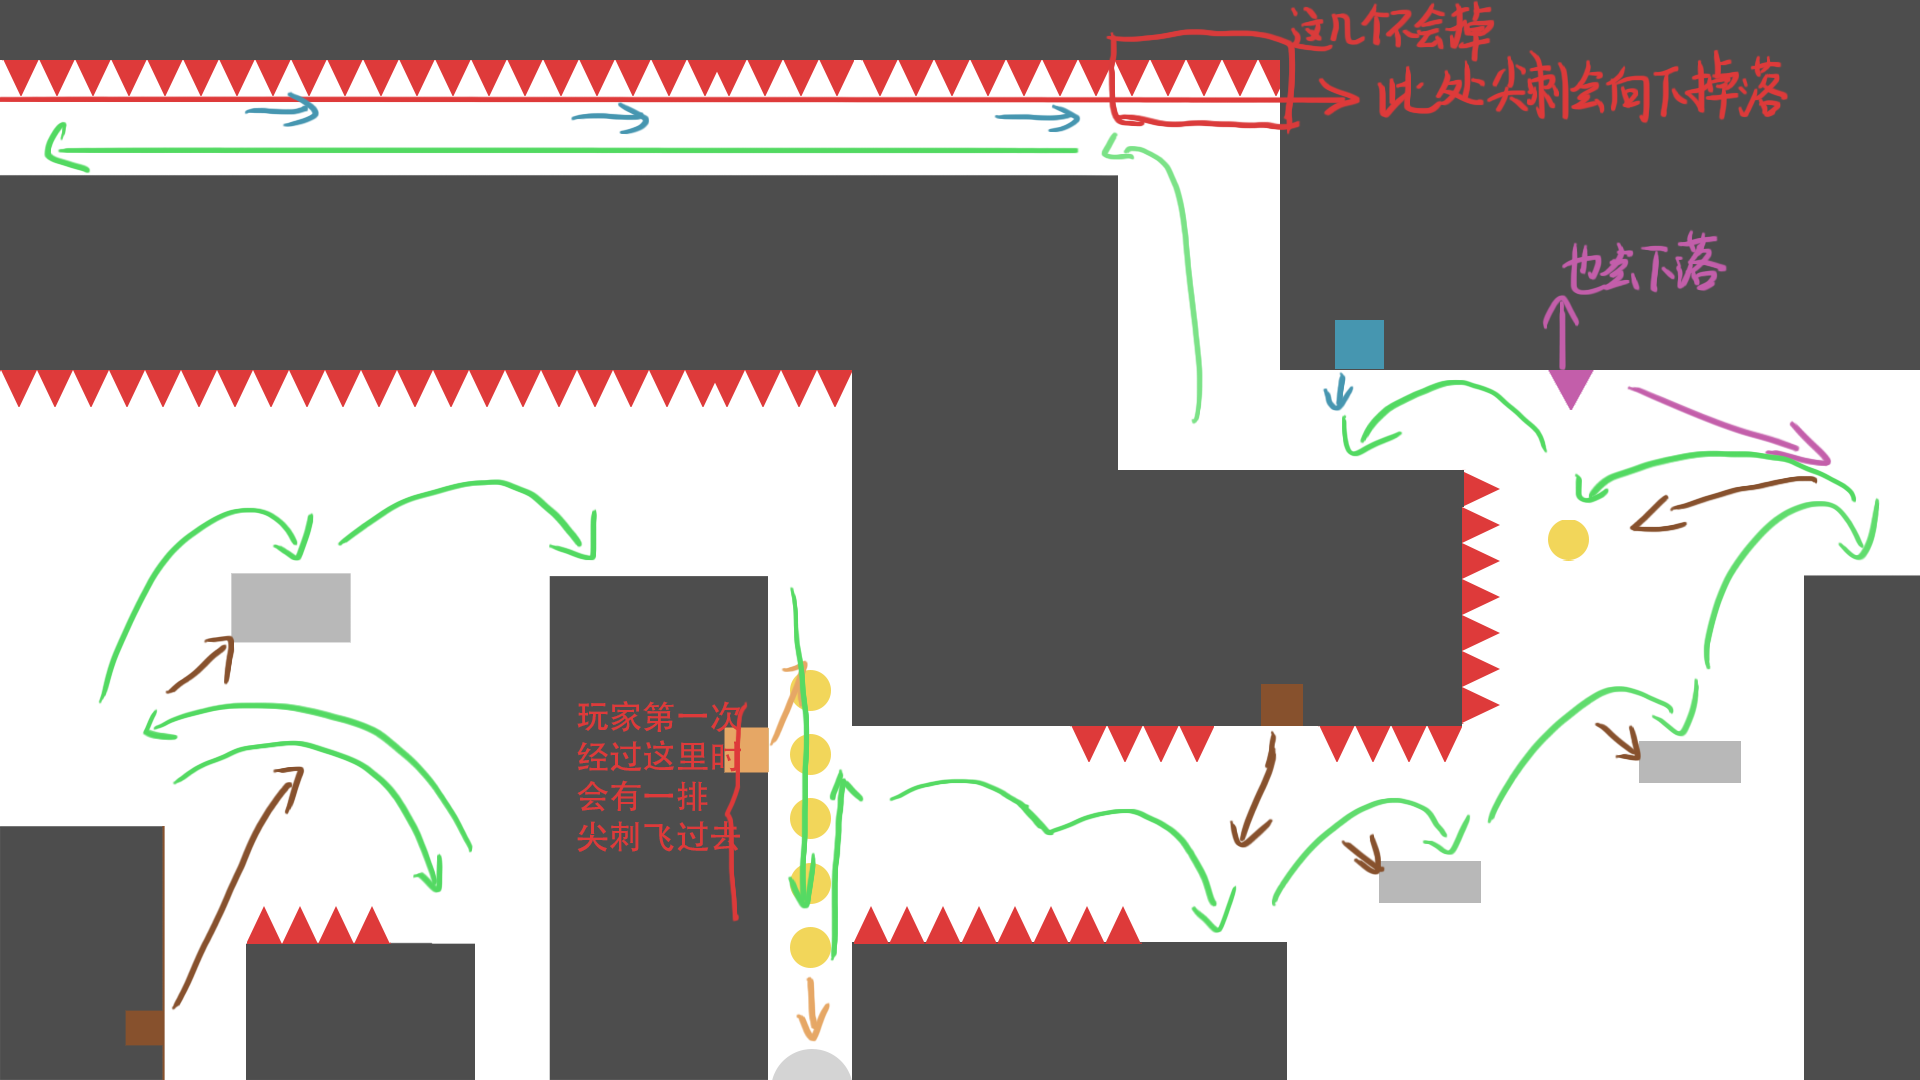 这几个不会掉
此处尖刺会向下掉落
也会下落
玩家第一次
经过这里时
会有一排
尖刺飞过去